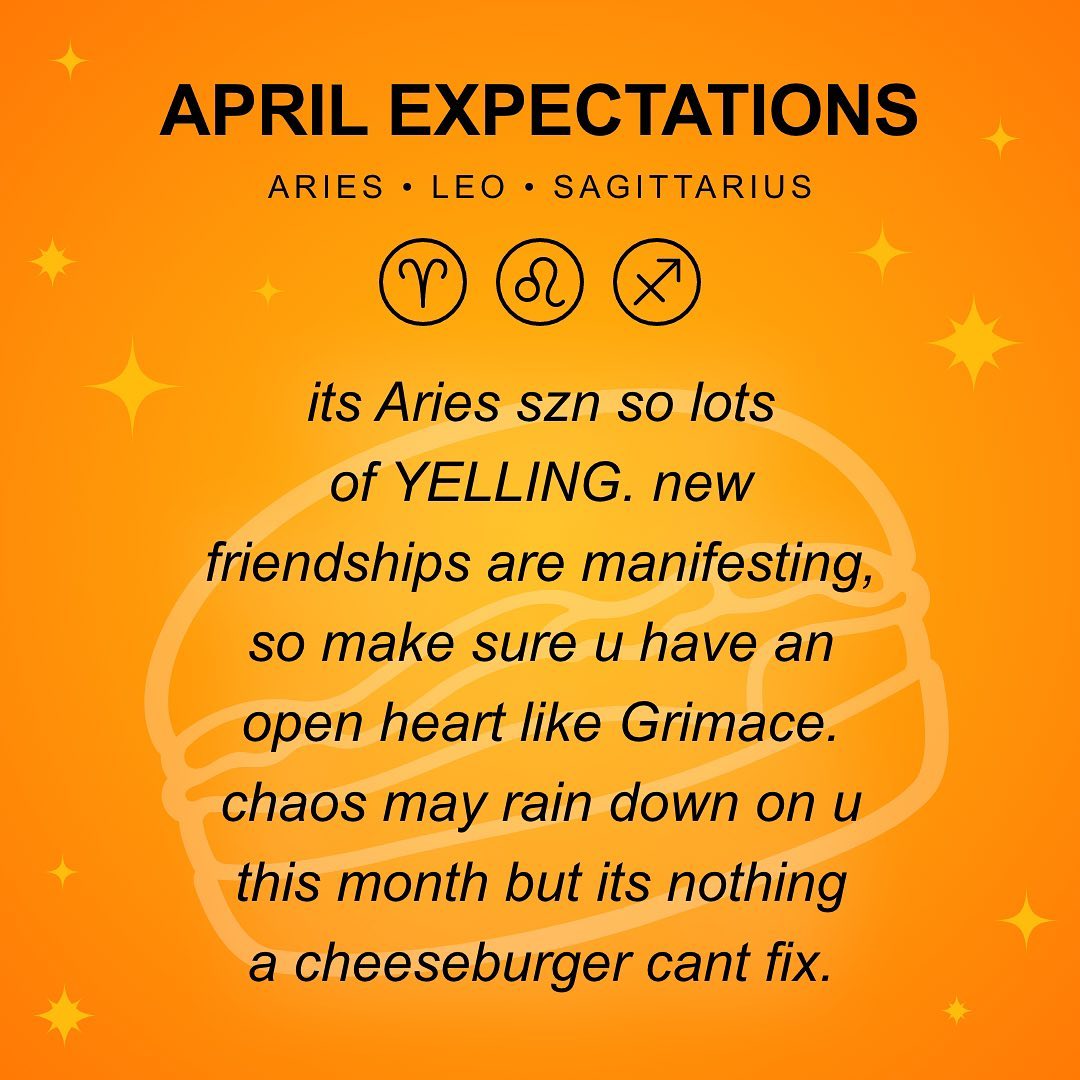 APRIL EXPECTATIONS
ARIES • LEO • SAGITTARIUS
its Aries szn so lots
of YELLING. new
friendships are manifesting,
so make sure u have an
open heart like Grimace.
chaos may rain down on u
this month but its nothing
a cheeseburger cant fix.